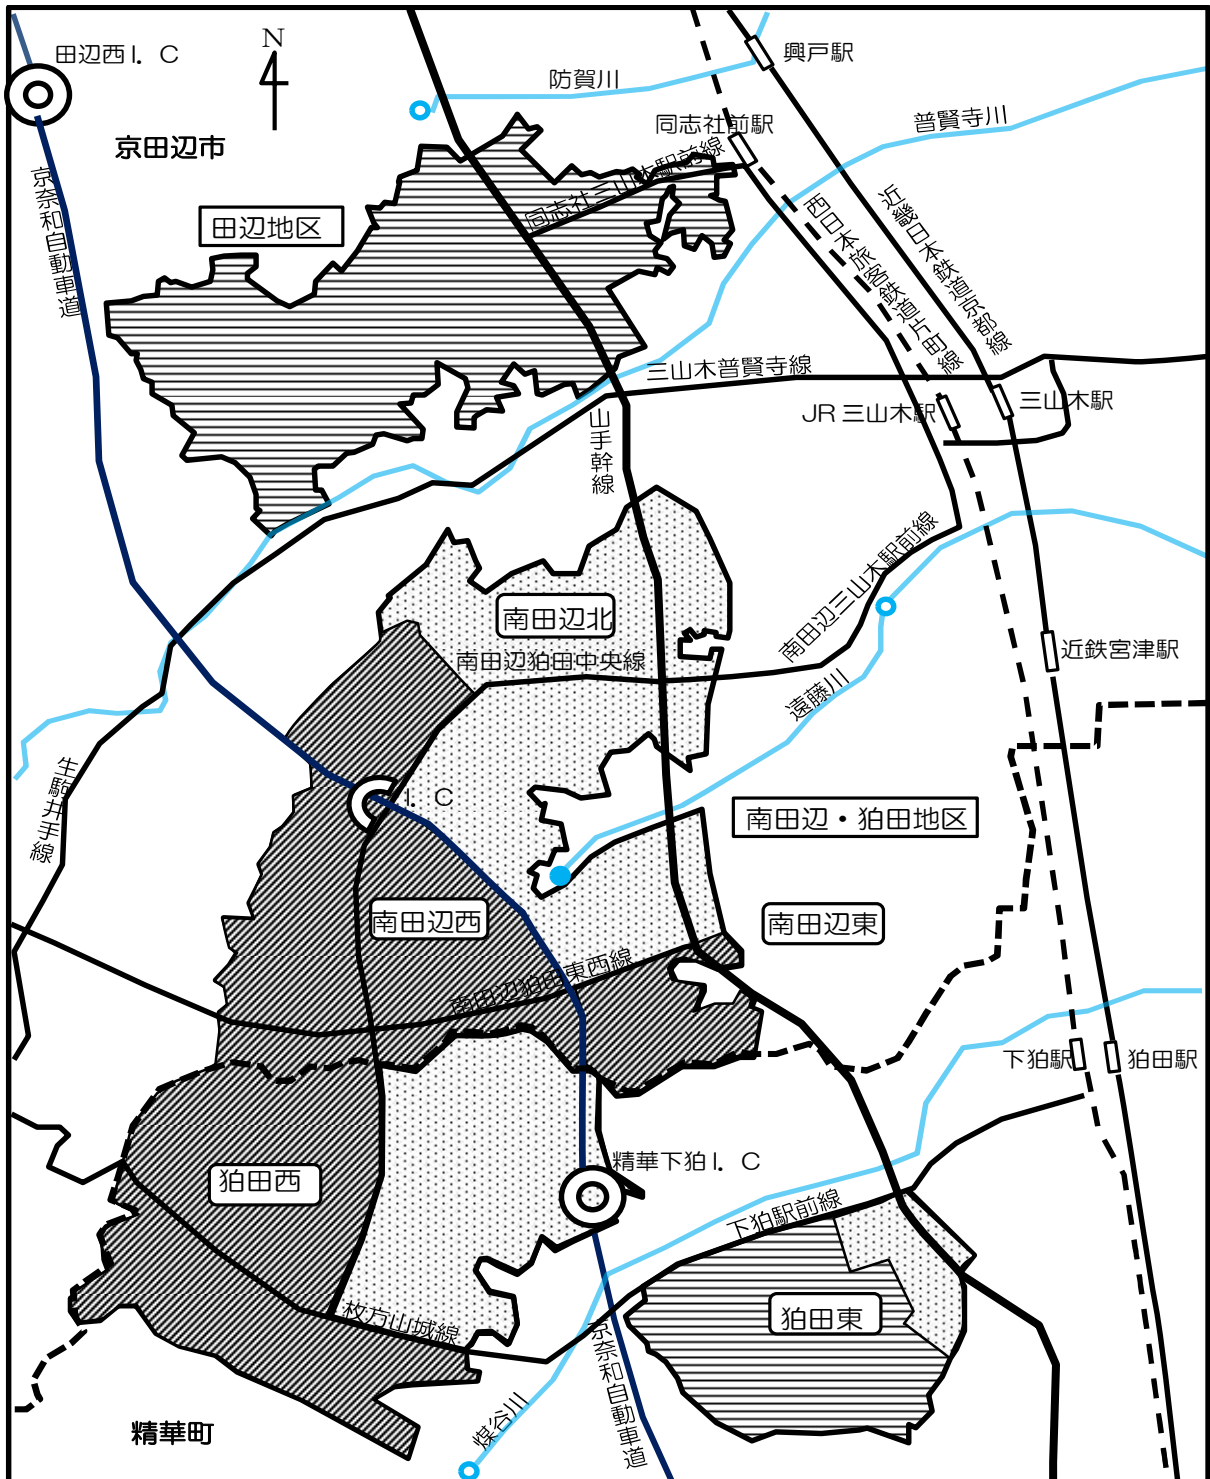 田辺西I.C
N
興戸駅
防賀川
同志社前駅
普賢寺川
京田辺市
同志社三山木駅前線
京奈和自動車道
田辺地区
西日本旅客鉄道片町線
近畿日本鉄道京都線
三山木普賢寺線
JR三山木駅
三山木駅
山手幹線
南田辺三山木駅前線
南田辺北
南田辺狛田中央線
近鉄宮津駅
遠藤川
生駒井手線
I.C
南田辺・狛田地区
南田辺西
南田辺東
南田辺狛田東西線
下狛駅
狛田駅
狛田西
精華下狛I.C
下狛駅前線
枚方山城線
狛田東
京奈和自動車道
煤谷川
精華町